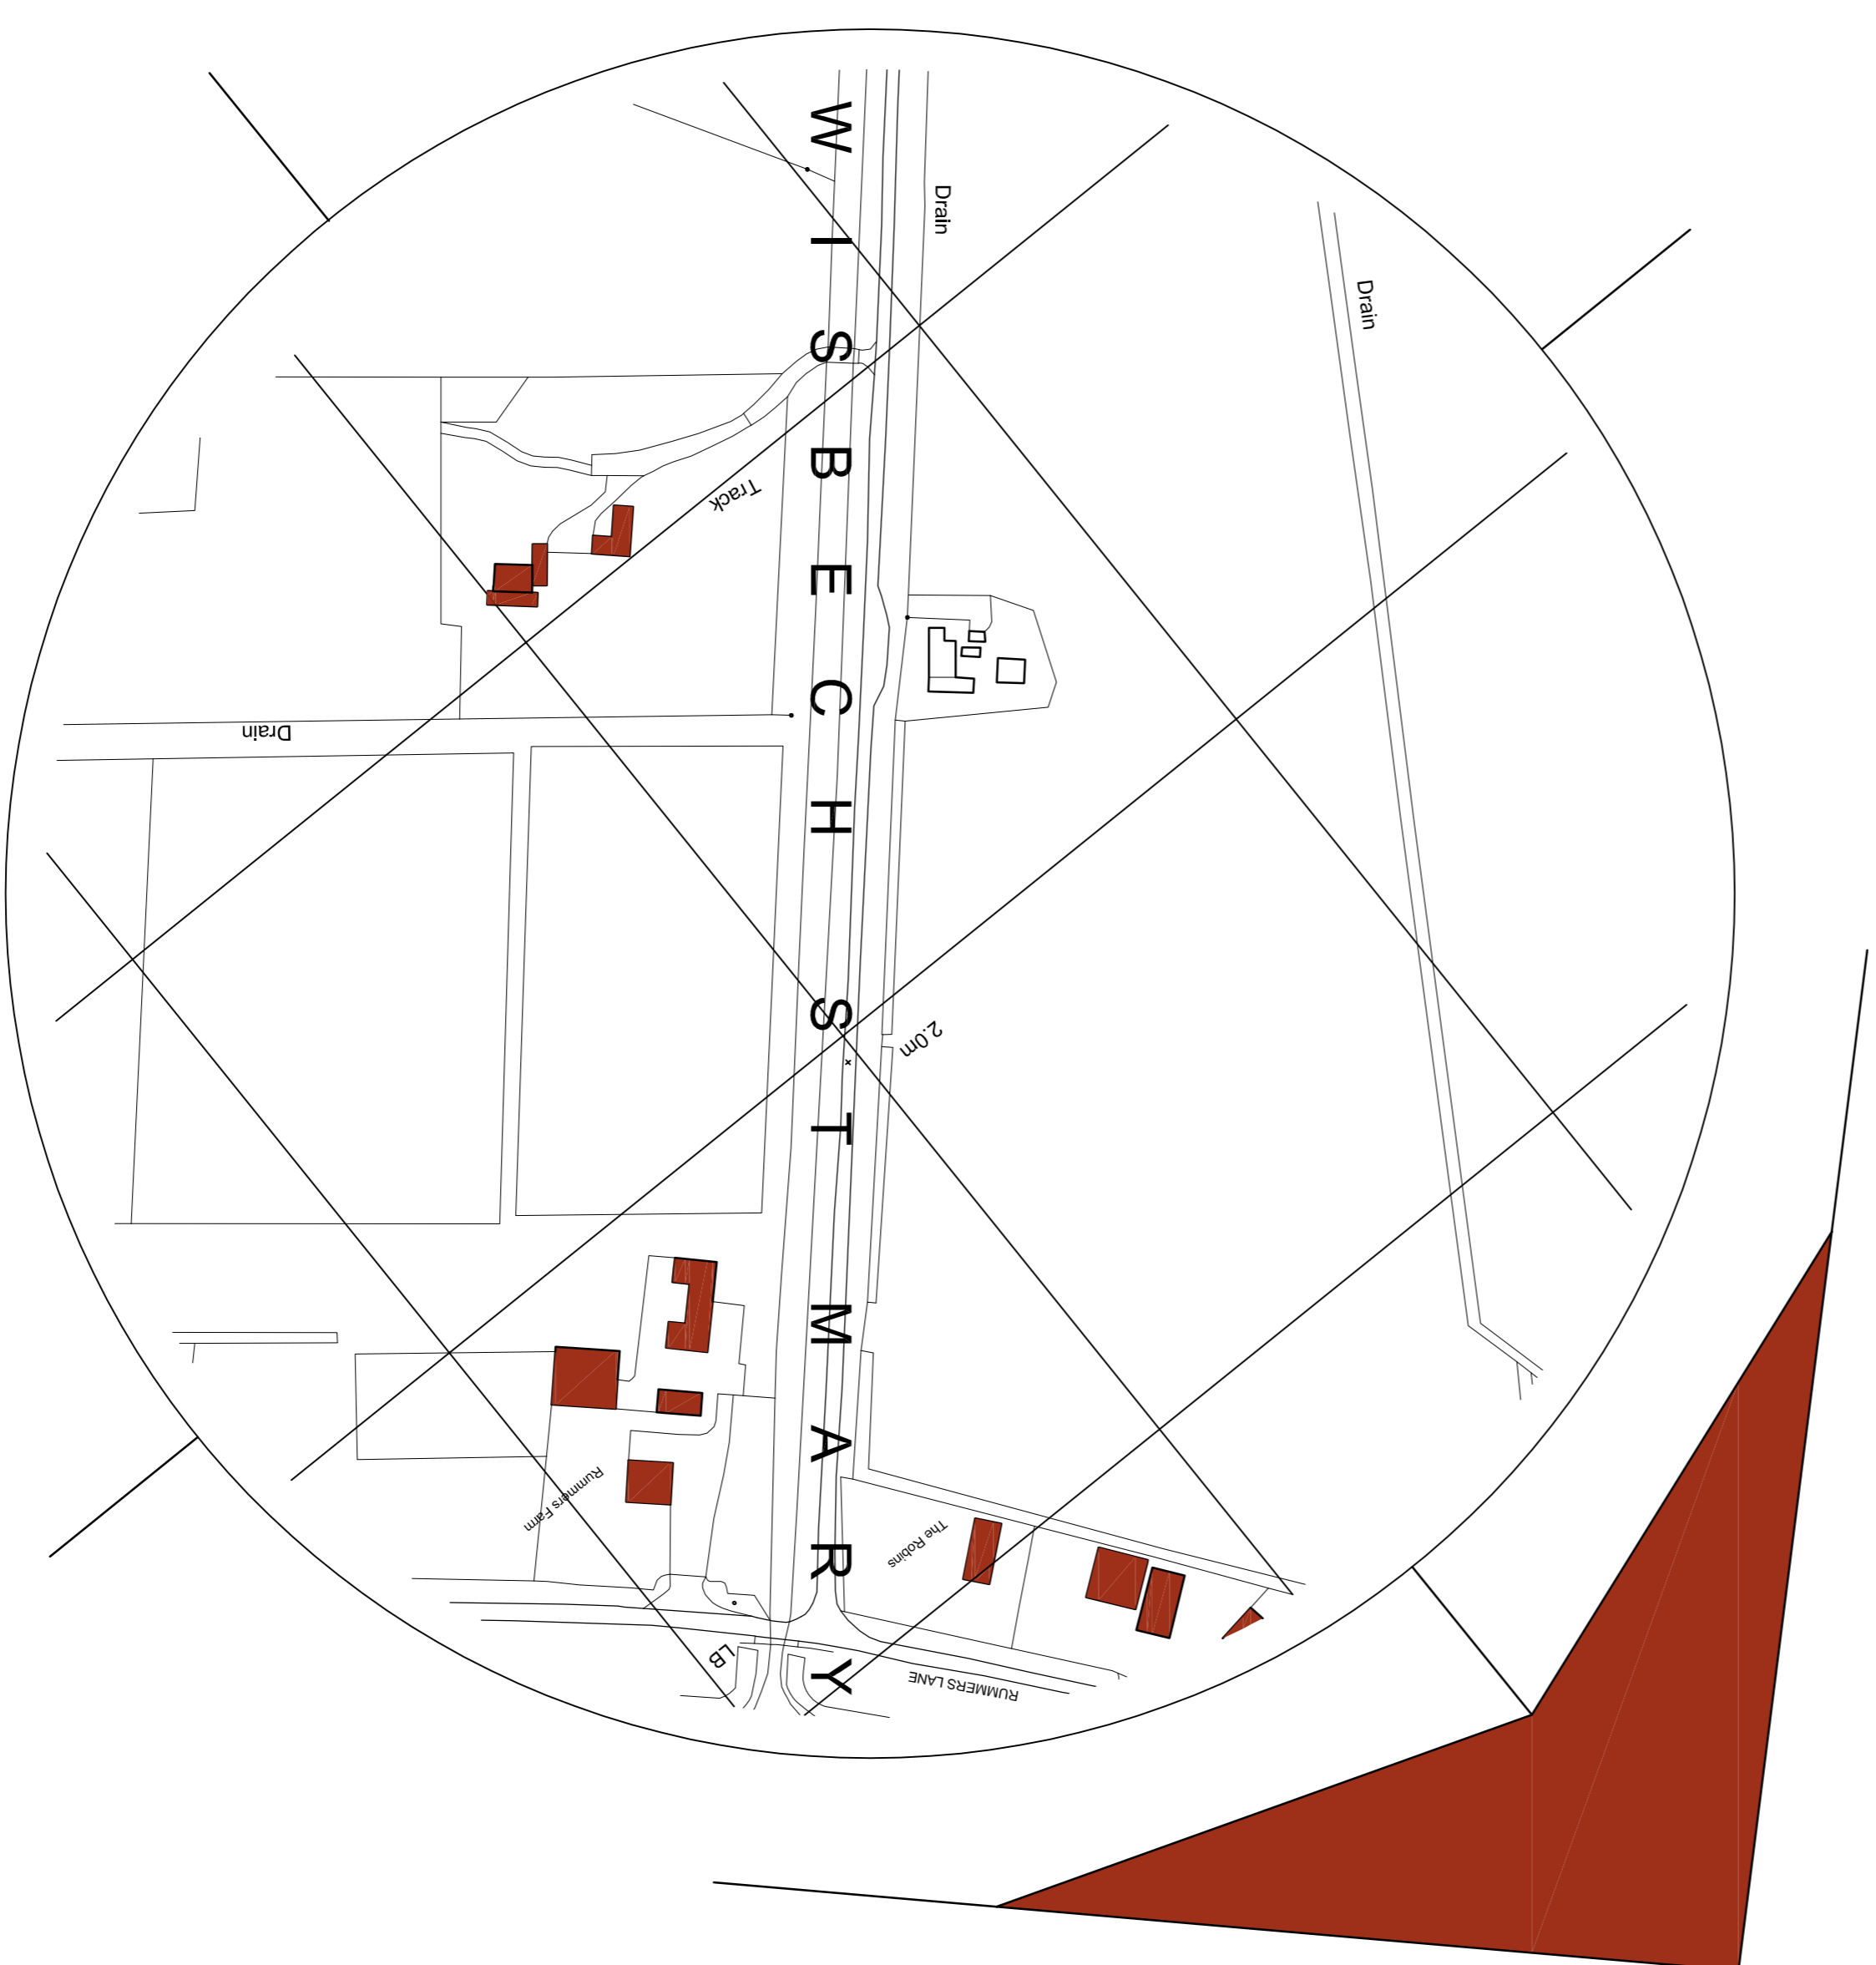 WISBECH ST MARY
Drain
Drain
Track
Drain
2.0m
Rummers Farm
The Robins
LB
RUMMERS LANE